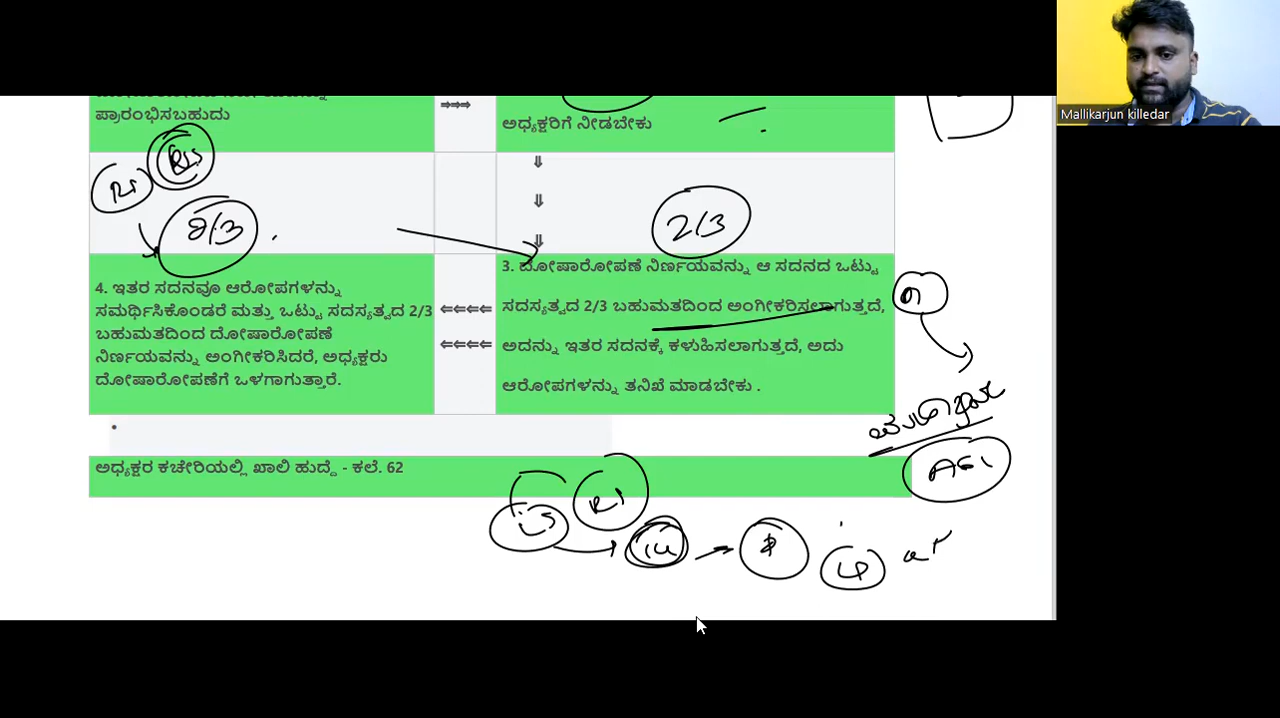 ಪ್ರಾರಂಭಿಸಬಹುದು
⇒⇒⇒
ಅಧ್ಯಕ್ಷರಿಗೆ ನೀಡಬೇಕು
Mallikarjun killedar
⇓
⇓
⇓
RS
2/3
2/3
4. ಇತರ ಸದನವೂ ಆರೋಪಗಳನ್ನು
ಸಮರ್ಥಿಸಿಕೊಂಡರೆ ಮತ್ತು ಒಟ್ಟು ಸದಸ್ಯತ್ವದ 2/3
ಬಹುಮತದಿಂದ ದೋಷಾರೋಪಣೆ
ನಿರ್ಣಯವನ್ನು ಅಂಗೀಕರಿಸಿದರೆ, ಅಧ್ಯಕ್ಷರು
ದೋಷಾರೋಪಣೆಗೆ ಒಳಗಾಗುತ್ತಾರೆ.
⇐⇐⇐⇐
⇐⇐⇐⇐
3. ದೋಷಾರೋಪಣೆ ನಿರ್ಣಯವನ್ನು ಆ ಸದನದ ಒಟ್ಟು
ಸದಸ್ಯತ್ವದ 2/3 ಬಹುಮತದಿಂದ ಅಂಗೀಕರಿಸಲಾಗುತ್ತದೆ,
ಅದನ್ನು ಇತರ ಸದನಕ್ಕೆ ಕಳುಹಿಸಲಾಗುತ್ತದೆ, ಅದು
ಆರೋಪಗಳನ್ನು ತನಿಖೆ ಮಾಡಬೇಕು .
ಅಧ್ಯಕ್ಷರ ಕಚೇರಿಯಲ್ಲಿ ಖಾಲಿ ಹುದ್ದೆ - ಕಲೆ. 62
14